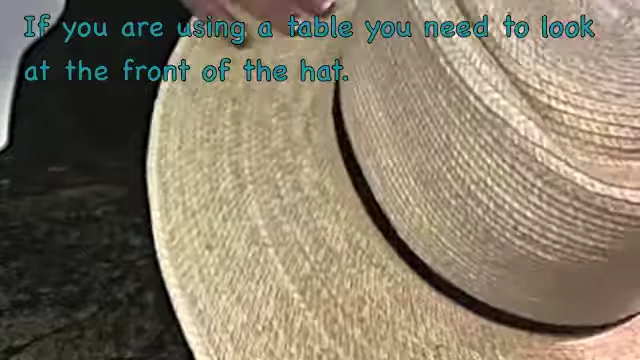 If you are using a table you need to look
at the front of the hat.